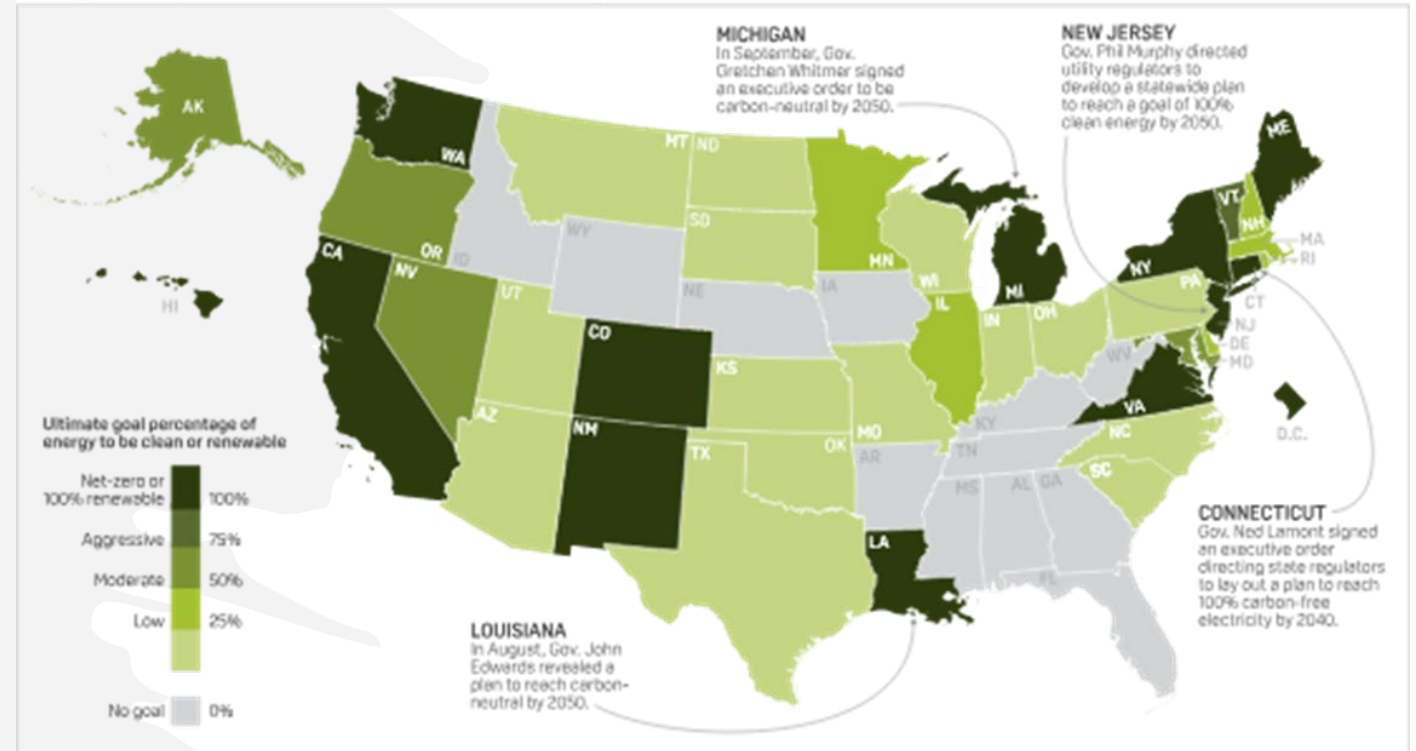 MICHIGAN
In September, Gov.
Gretchen Whitmer signed
an executive order to be
carbon-neutral by 2050.
NEW JERSEY
Gov. Phil Murphy directed
utility regulators to
develop a statewide plan
to reach a goal of 100%
clean energy by 2050.
AK
WA
MT
ND
ME
VT
NH
MA
RI
OR
ID
WY
SD
MN
WI
MI
NY
CA
NV
UT
NE
IA
IL
IN
OH
PA
CT
NJ
DE
MD
HI
CO
KS
MO
WV
KY
VA
D.C.
AZ
NM
TX
OK
AR
TN
NC
SC
MS
AL
GA
LA
FL
Ultimate goal percentage of
energy to be clean or renewable
Net-zero or
100% renewable 100%
Aggressive 75%
Moderate 50%
Low 25%
No goal 0%
LOUISIANA
In August, Gov. John
Edwards revealed a
plan to reach carbon-
neutral by 2050.
CONNECTICUT
Gov. Ned Lamont signed
an executive order
directing state regulators
to lay out a plan to reach
100% carbon-free
electricity by 2040.